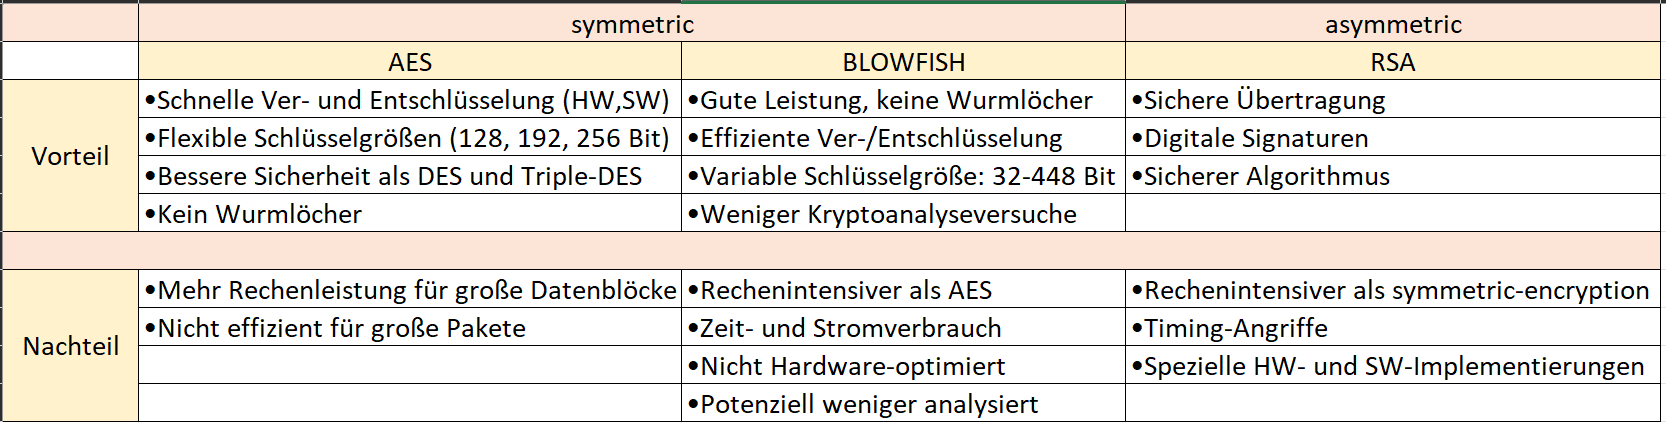 symmetric asymmetric
AES BLOWFISH RSA
Vorteil
•Schnelle Ver- und Entschlüsselung (HW,SW) •Gute Leistung, keine Wurmlöcher •Sichere Übertragung
•Flexible Schlüsselgrößen (128, 192, 256 Bit) •Effiziente Ver-/Entschlüsselung •Digitale Signaturen
•Bessere Sicherheit als DES und Triple-DES •Variable Schlüsselgröße: 32-448 Bit •Sicherer Algorithmus
•Kein Wurmlöcher •Weniger Kryptoanalyseversuche
Nachteil
•Mehr Rechenleistung für große Datenblöcke •Rechenintensiver als AES •Rechenintensiver als symmetric-encryption
•Nicht effizient für große Pakete •Zeit- und Stromverbrauch •Timing-Angriffe
•Nicht Hardware-optimiert •Spezielle HW- und SW-Implementierungen
•Potenziell weniger analysiert